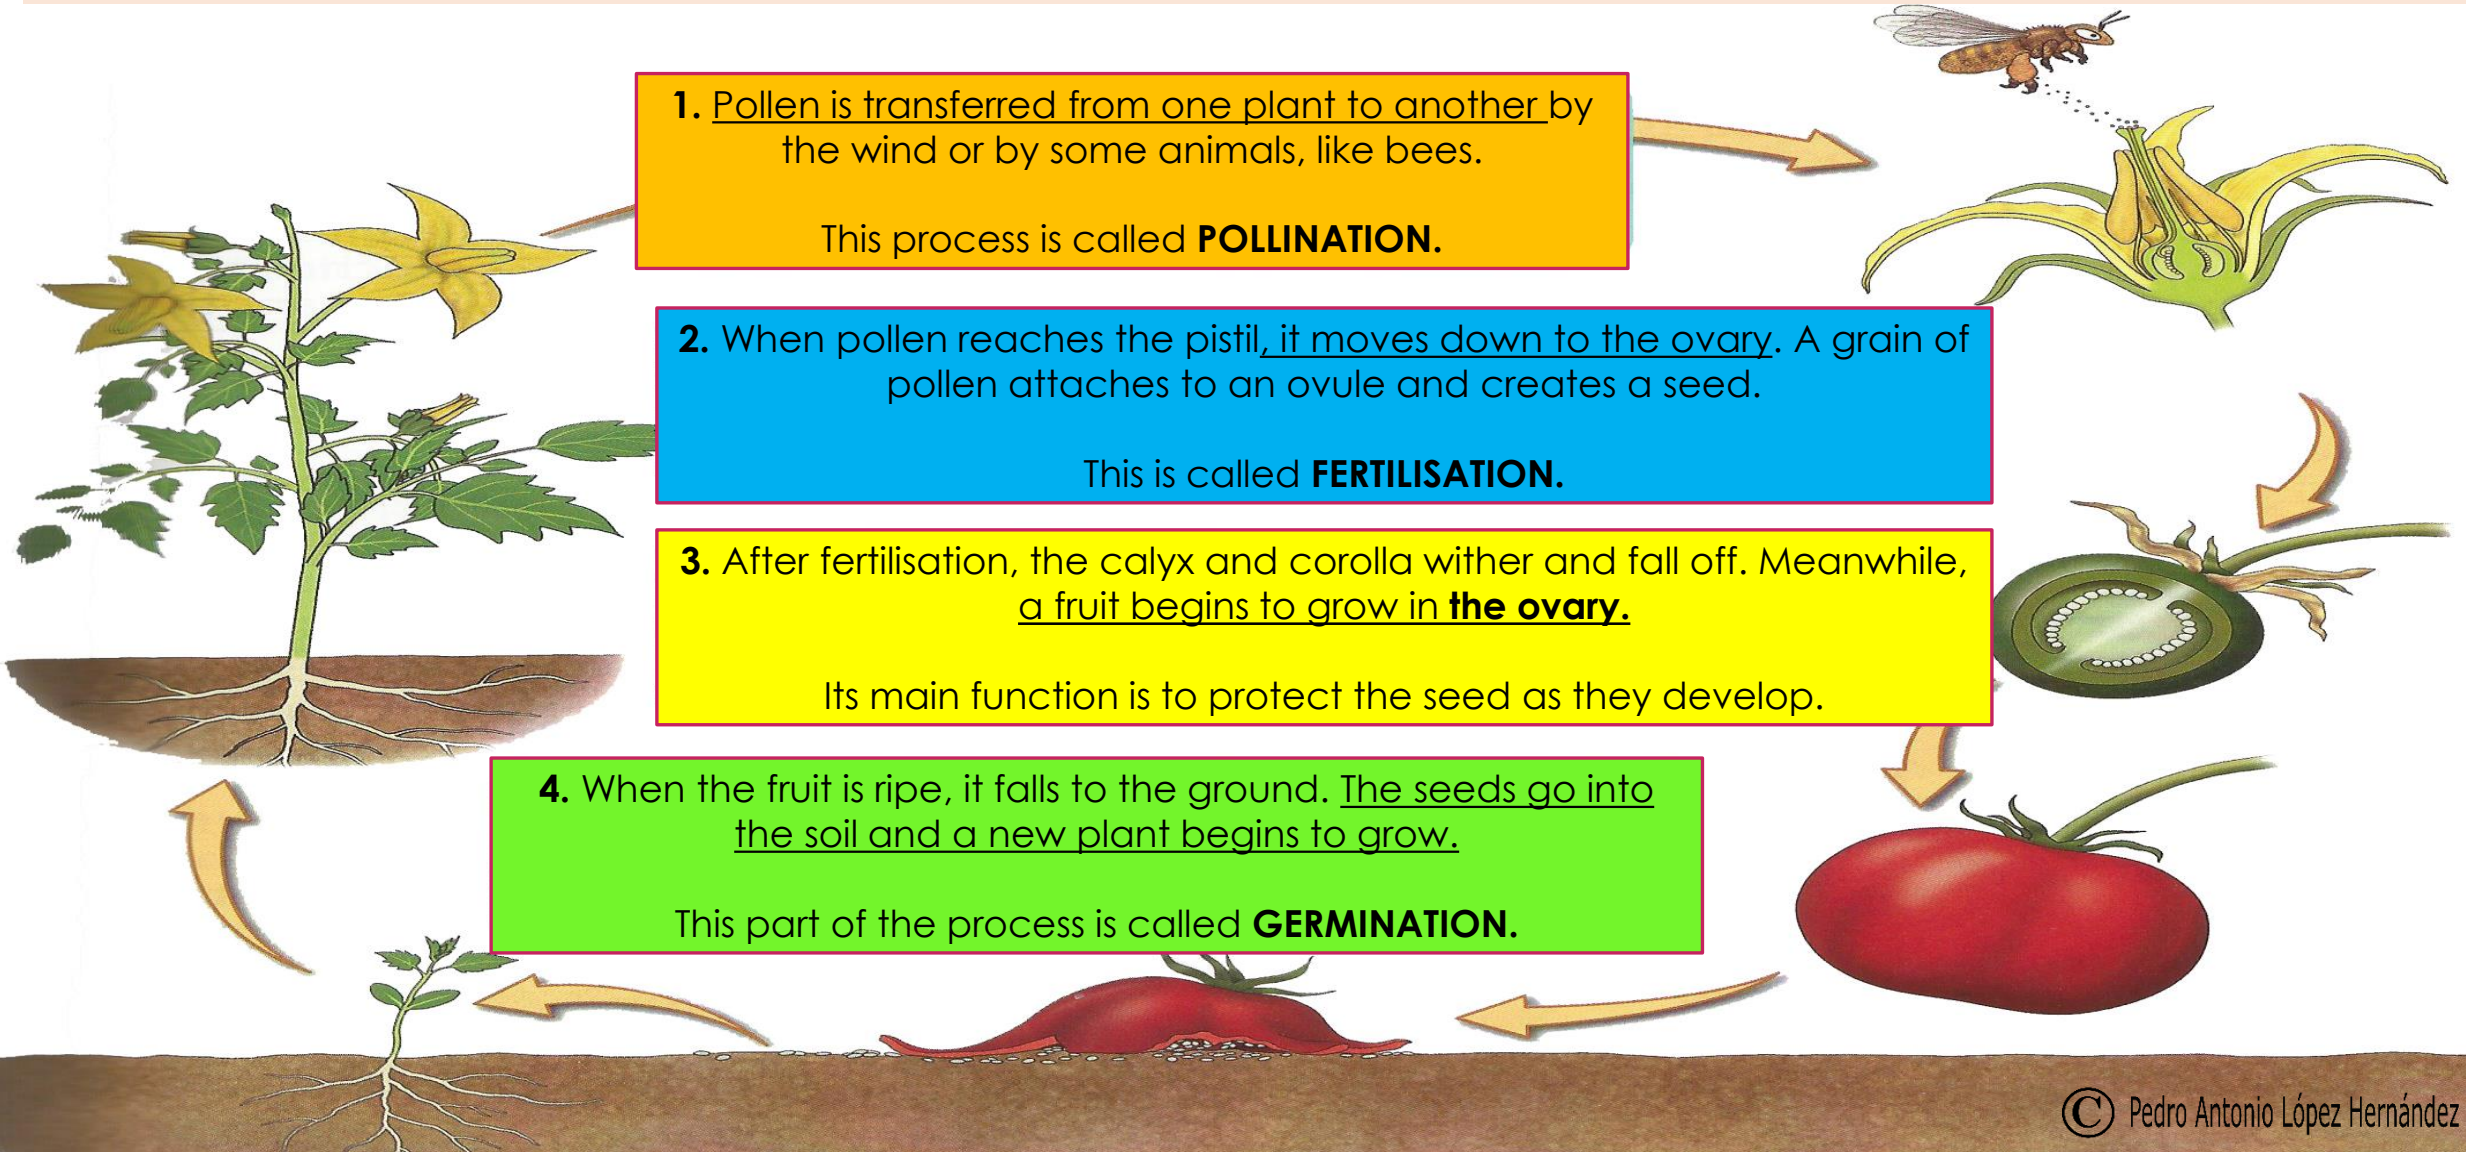 1. Pollen is transferred from one plant to another by
the wind or by some animals, like bees.
This process is called POLLINATION.
2. When pollen reaches the pistil, it moves down to the ovary. A grain of
pollen attaches to an ovule and creates a seed.
This is called FERTILISATION.
3. After fertilisation, the calyx and corolla wither and fall off. Meanwhile,
a fruit begins to grow in the ovary.
Its main function is to protect the seed as they develop.
4. When the fruit is ripe, it falls to the ground. The seeds go into
the soil and a new plant begins to grow.
This part of the process is called GERMINATION.
© Pedro Antonio López Hernández